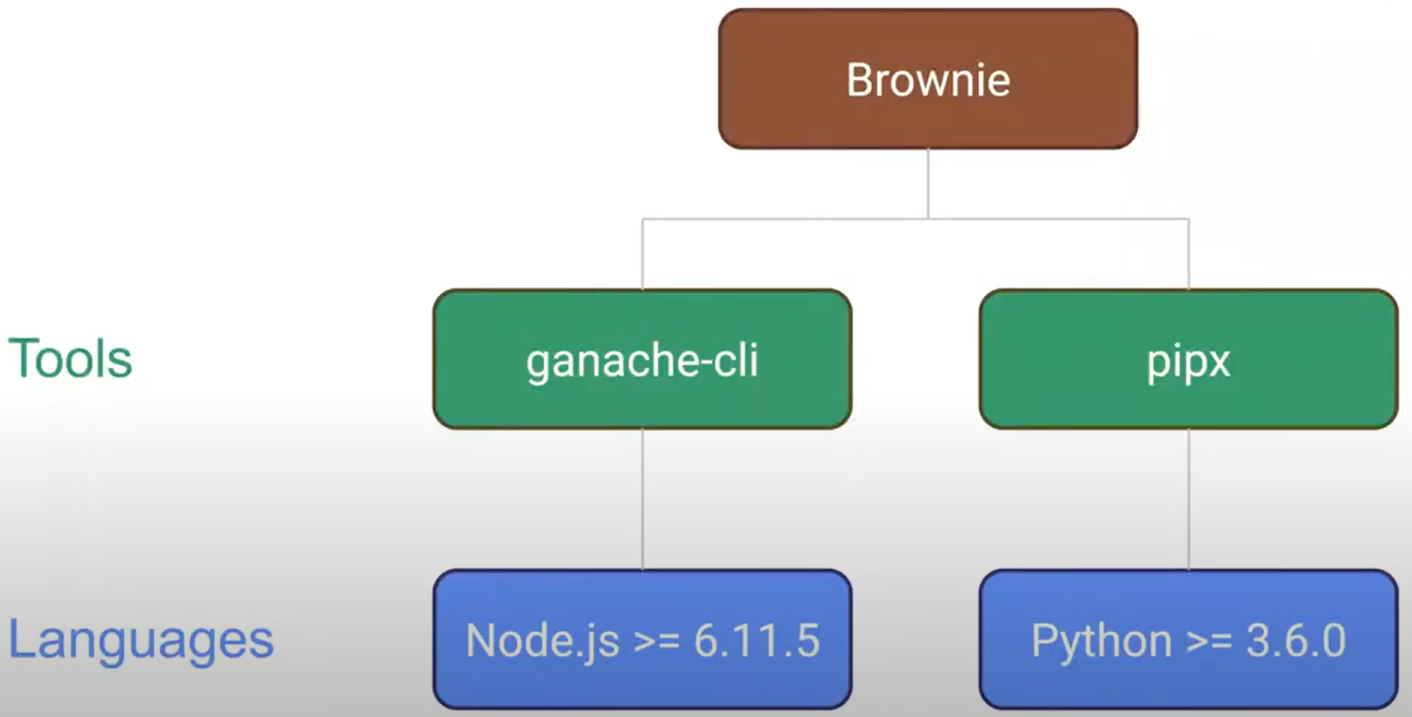 Brownie
Tools
ganache-cli
pipx
Languages
Node.js >= 6.11.5
Python >= 3.6.0